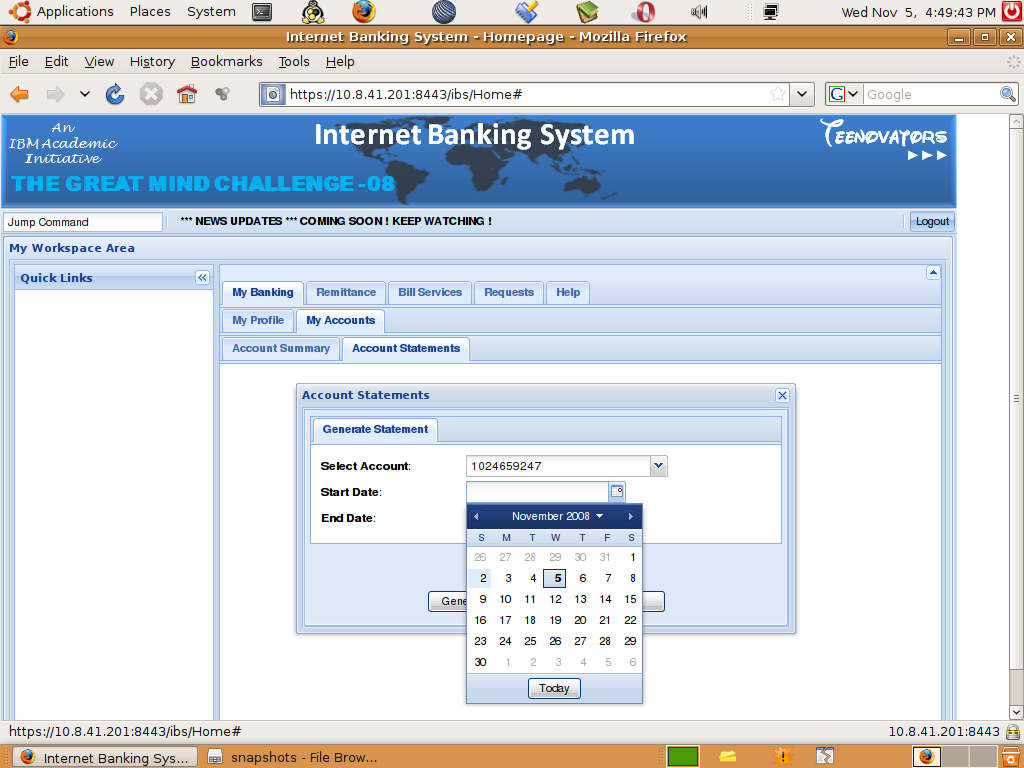 Applications Places System Wed Nov 5, 4:49:43 PM
Internet Banking System - Homepage - Mozilla Firefox
File Edit View History Bookmarks Tools Help
https://10.8.41.201:8443/ibs/Home# G Google
An
IBM Academic
Initiative
Internet Banking System
TEENOVATORS
THE GREAT MIND CHALLENGE -08
Jump Command *** NEWS UPDATES *** COMING SOON ! KEEP WATCHING ! Logout
My Workspace Area
Quick Links
My Banking Remittance Bill Services Requests Help
My Profile My Accounts
Account Summary Account Statements
Account Statements
Generate Statement
Select Account: 1024659247
Start Date:
End Date:
November 2008
S M T W T F S
26 27 28 29 30 31 1
2 3 4 5 6 7 8
9 10 11 12 13 14 15
16 17 18 19 20 21 22
23 24 25 26 27 28 29
30 1 2 3 4 5 6
Today
https://10.8.41.201:8443/ibs/Home# 10.8.41.201:8443
Internet Banking Sys... snapshots - File Brow...